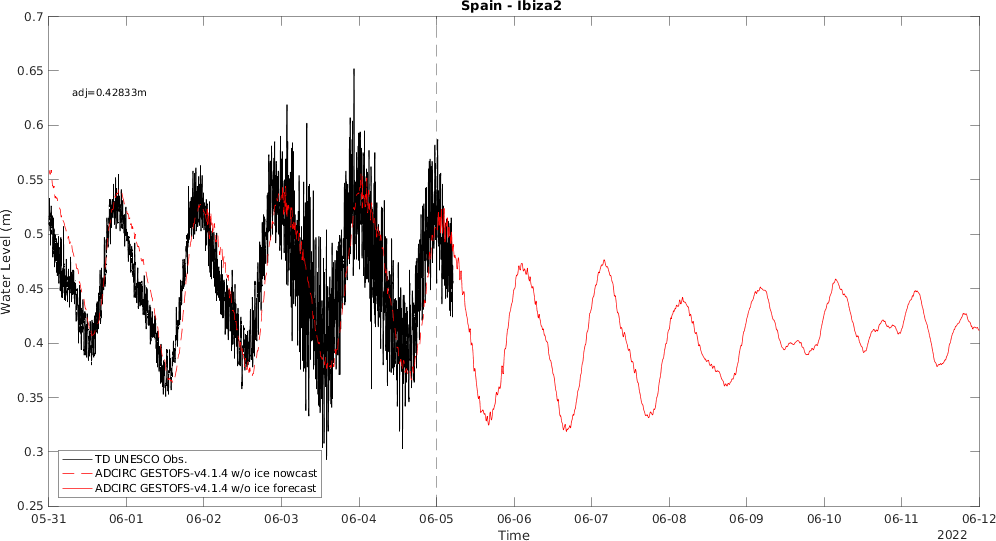 Spain - Ibiza2
0.7
0.65
0.6
0.55
0.5
0.45
0.4
0.35
0.3
0.25
Water Level (m)
adj=0.42833m
TD UNESCO Obs.
ADCIRC GESTOFS-v4.1.4 w/o ice nowcast
ADCIRC GESTOFS-v4.1.4 w/o ice forecast
05-31 06-01 06-02 06-03 06-04 06-05 06-06 06-07 06-08 06-09 06-10 06-11 06-12
Time
2022